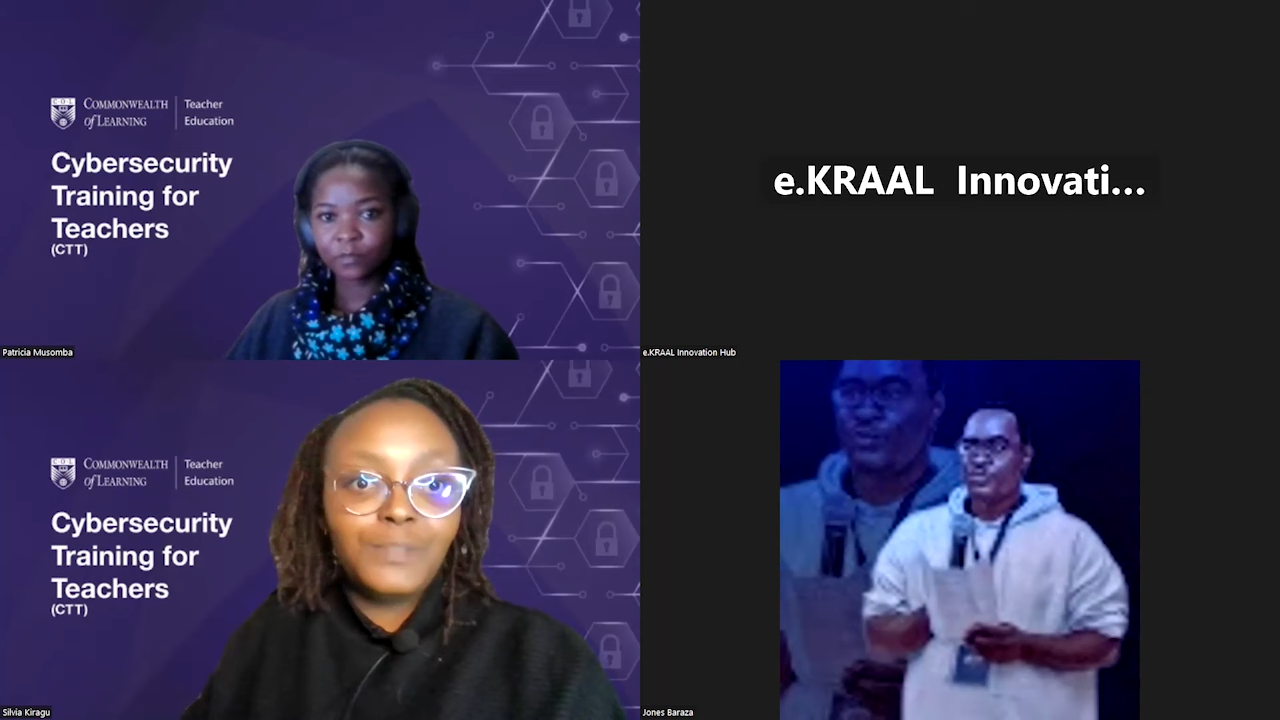 COMMONWEALTH
of LEARNING
Teacher
Education
Cybersecurity
Training for
Teachers
(CTT)
Patricia Musomba
e.KRAAL Innovati...
e.KRAAL Innovation Hub
COMMONWEALTH
of LEARNING
Teacher
Education
Cybersecurity
Training for
Teachers
(CTT)
Silvia Kiragu
Jones Baraza